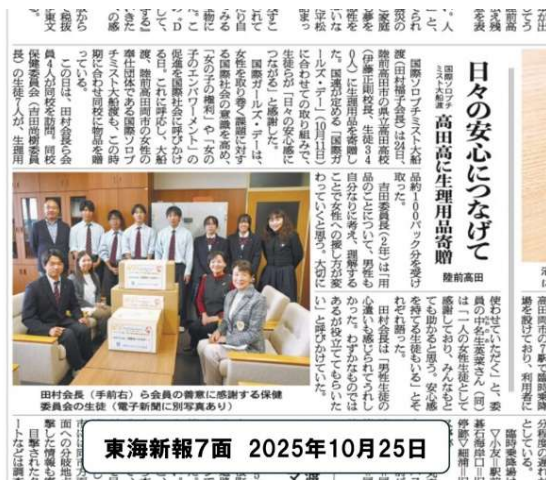 日々の安心につなげて
国際ソロプチ
ミスト大船渡
高田高に生理用品寄贈
陸前高田
国際ソロプチミスト大船
渡(田村福子会長)は24日、
陸前高田市の県立高田高校
(伊藤正則校長、生徒34
0人)に生理用品を寄贈し
た。国連が定める「国際ガ
ールズ・デー」(10月11日)
に合わせての取り組みで、
生徒らが「日々の安心感に
つながる」と感謝した。
国際ガールズ・デーは、
女性を取り巻く課題に対す
る国際社会の意識を高め、
「女の子の権利」や「女の
子のエンパワーメント」の
促進を国際社会に呼びかけ
る日。これに呼応し、大船
渡、陸前高田両市の女性の
奉仕団体である国際ソロプ
チミスト大船渡も、この時
期に合わせ同校に物品を贈
っている。
この日は、田村会長ら会
員4人が同校を訪問。同校
保健委員会(吉田尚樹委員
長)の生徒7人が、生理用
品約100パック分を受け
取った。
吉田委員長(2年)は「用
品のことについて、男性も
自分なりに考え、理解する
ことで女性への接し方が変
わっていくと思う。大切に
使わせていただく」と、委
員の中名生英菜さん(同)
は「一人の女性生徒として
感謝しており、みんなもと
ても助かると思う。安心感
を持てる生徒もいる」とそ
れぞれ語った。
田村会長は「男性生徒の
心遣いも感じられてうれし
かった。わずかなものでは
あるが役立ててもらいた
い」と呼びかけていた。
田村会長(手前右)ら会員の善意に感謝する保健
委員会の生徒(電子新聞に別写真あり)
東海新報7面 2025年10月25日